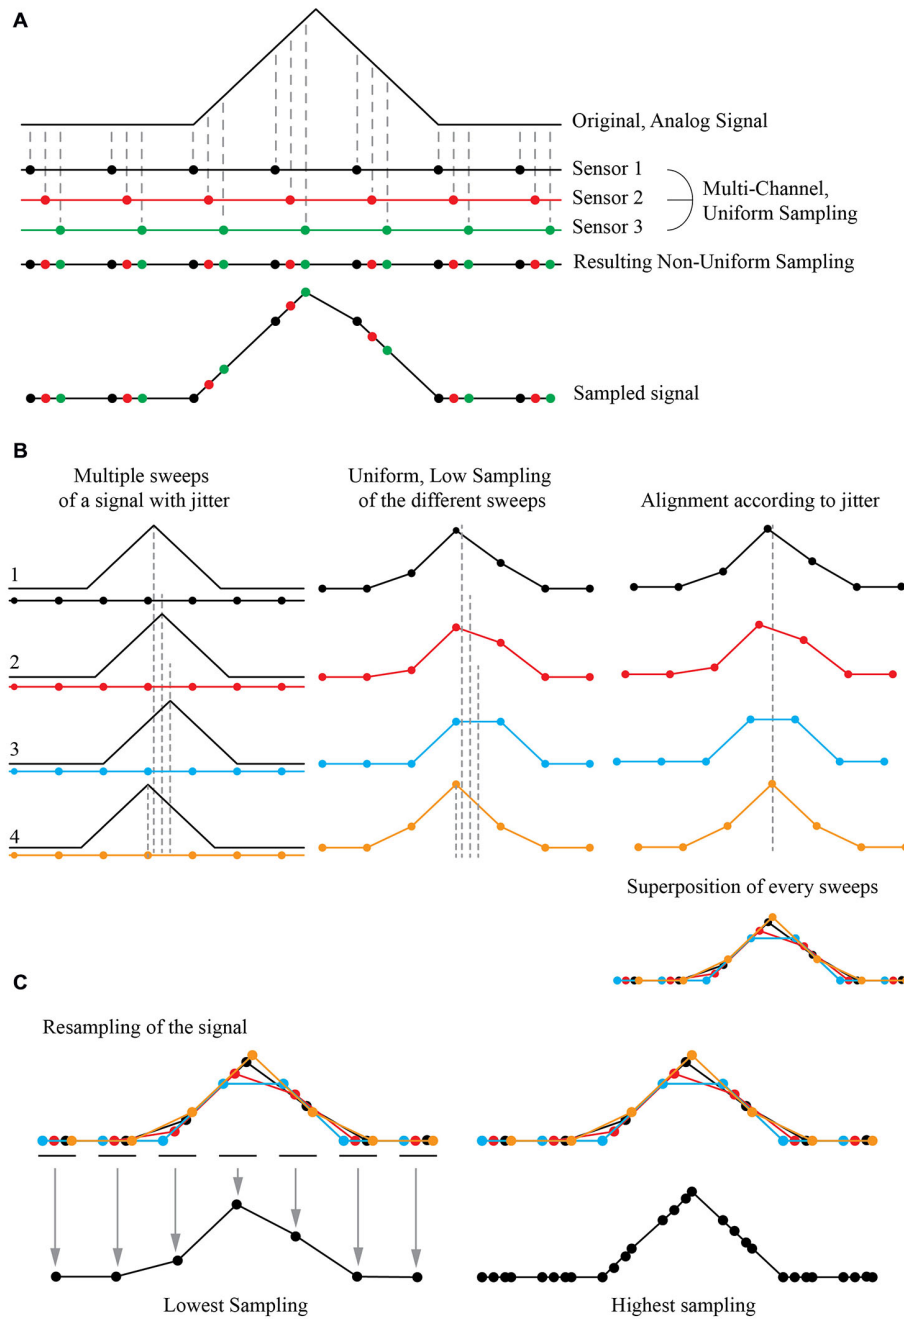 A
Original, Analog Signal
Sensor 1
Sensor 2
Sensor 3
Multi-Channel,
Uniform Sampling
Resulting Non-Uniform Sampling
Sampled signal
B
Multiple sweeps
of a signal with jitter
Uniform, Low Sampling
of the different sweeps
Alignment according to jitter
1
2
3
4
Superposition of every sweeps
C
Resampling of the signal
Lowest Sampling
Highest sampling